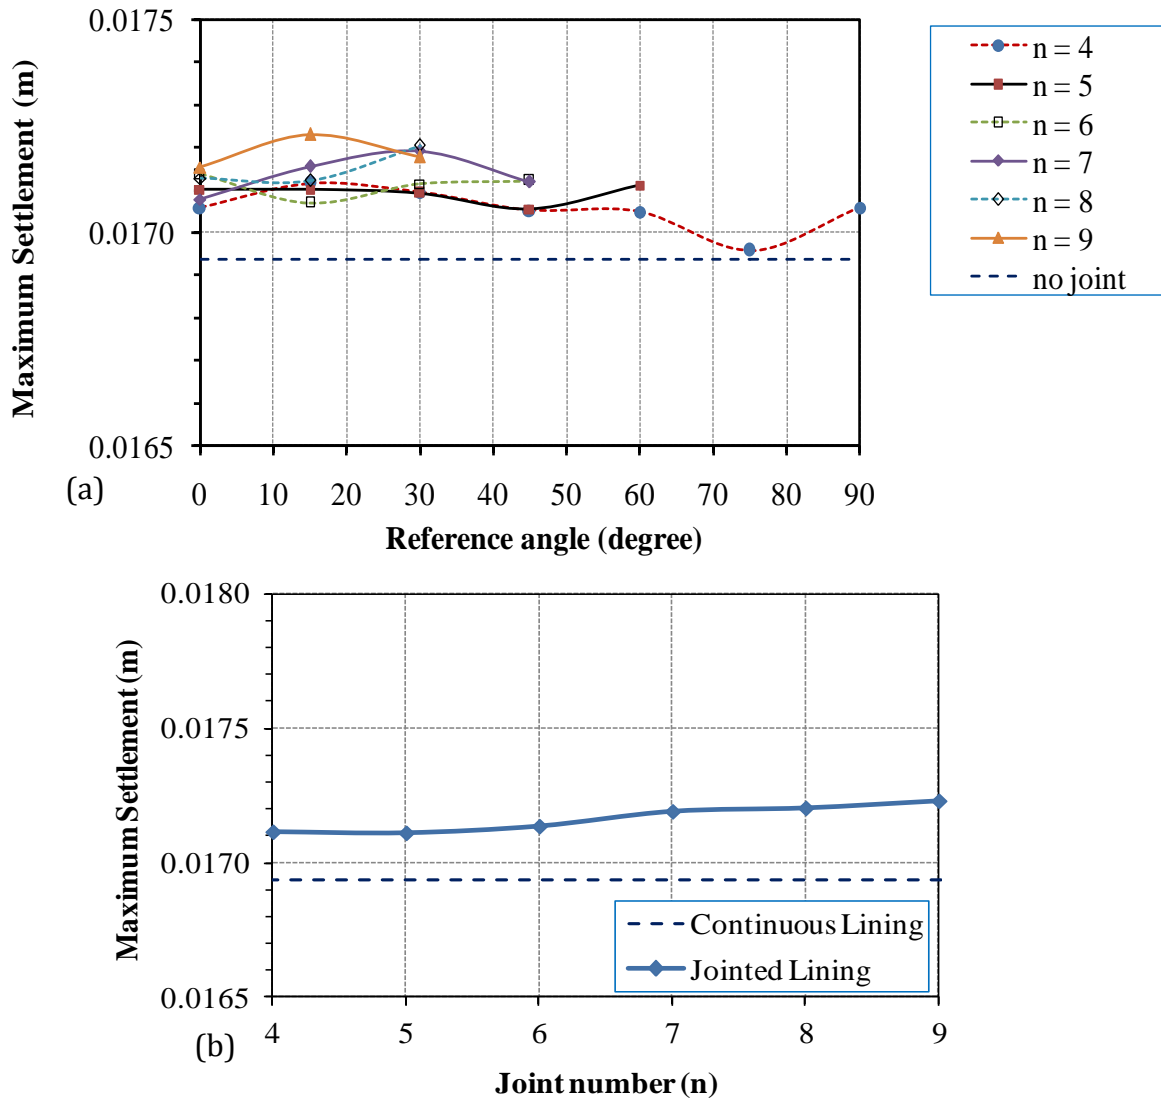 0.0175
0.0170
0.0165
Maximum Settlement (m)
0 10 20 30 40 50 60 70 80 90
Reference angle (degree)
(a)
n = 4
n = 5
n = 6
n = 7
n = 8
n = 9
no joint
0.0180
0.0175
0.0170
0.0165
Maximum Settlement (m)
Continuous Lining
Jointed Lining
4 5 6 7 8 9
(b)
Joint number (n)